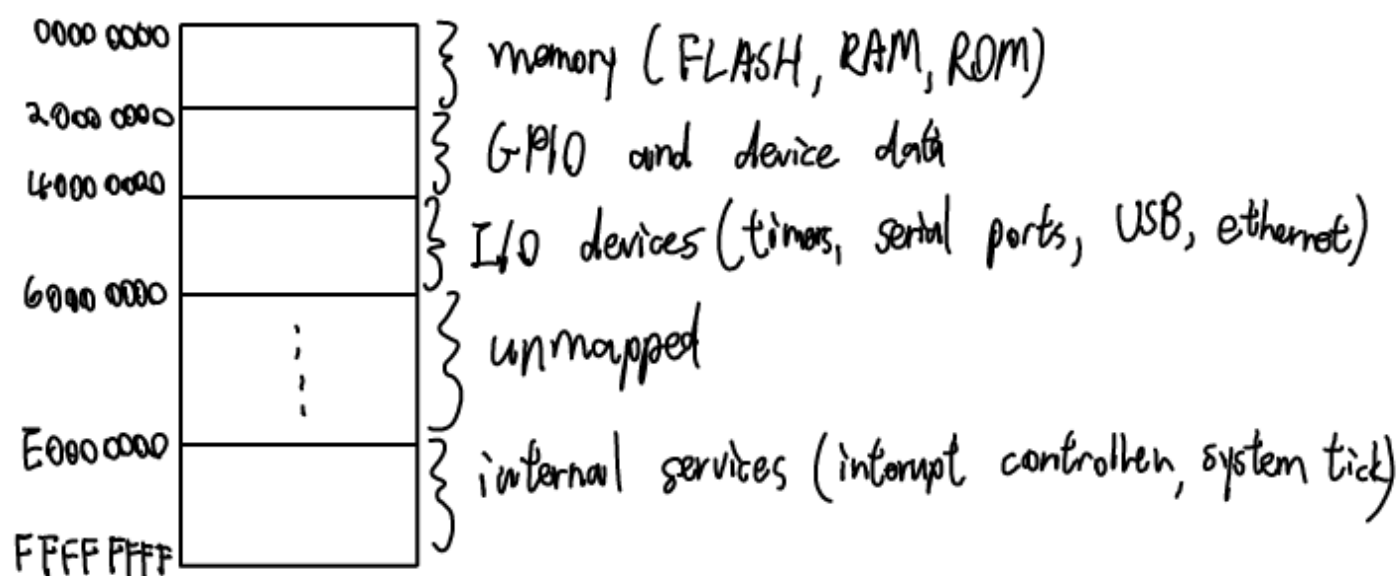 0000 0000
memory (FLASH, RAM, ROM)
2000 0000
GPIO and device data
4000 0000
I/O devices (timers, serial ports, USB, ethernet)
6000 0000
unmapped
E000 0000
internal services (interrupt controller, system tick)
FFFF FFFF